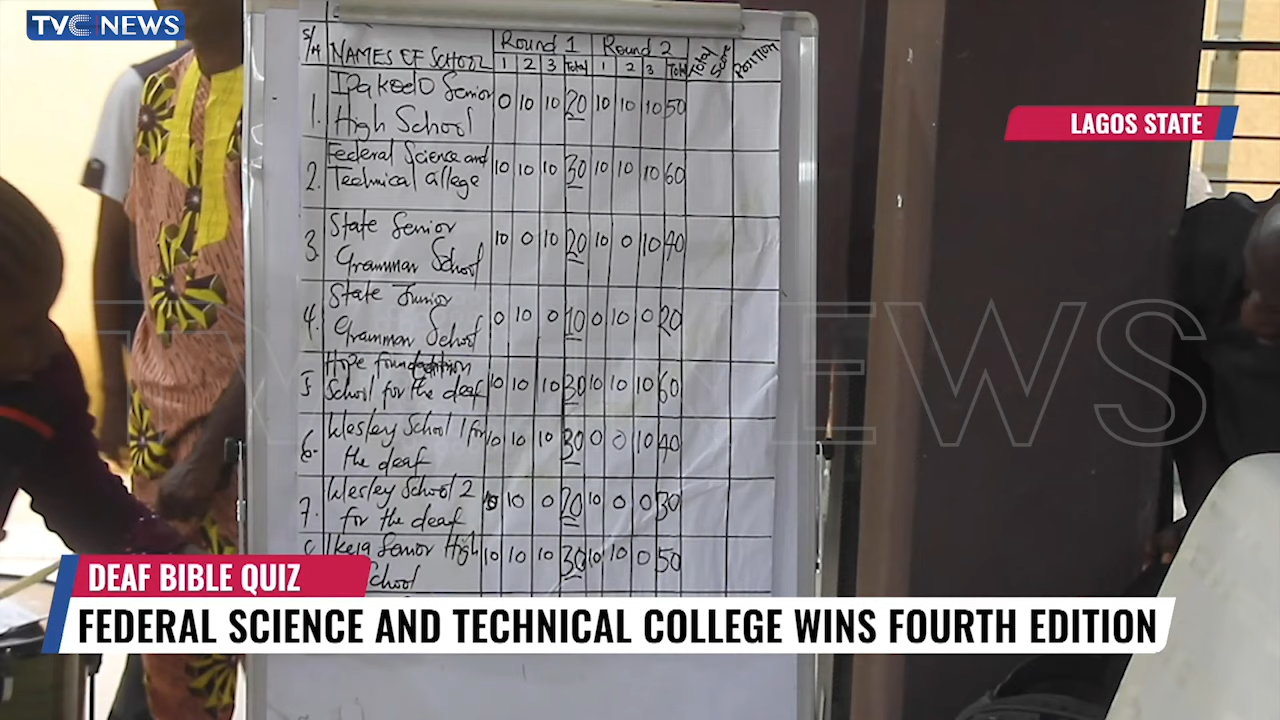 TVC NEWS
LAGOS STATE
S/N NAMES OF SCHOOL Round 1 Round 2 Total Score POSITION
1 2 3 Total 1 2 3 Total
1. Ipakodo Senior High School 0 10 10 20 10 10 10 50
2. Federal Science and Technical College 10 10 10 30 10 10 10 60
3. State Senior Grammar School 10 0 10 20 10 0 10 40
4. State Junior Grammar School 0 10 0 10 0 10 0 20
5 Hope foundation School for the deaf 10 10 10 30 10 10 10 60
6. Wesley School 1 for the deaf 10 10 10 30 0 0 10 40
7. Wesley School 2 for the deaf 10 10 0 20 10 0 0 30
Ikeja Senior High School 10 10 10 30 10 10 0 50
NEWS
DEAF BIBLE QUIZ
FEDERAL SCIENCE AND TECHNICAL COLLEGE WINS FOURTH EDITION